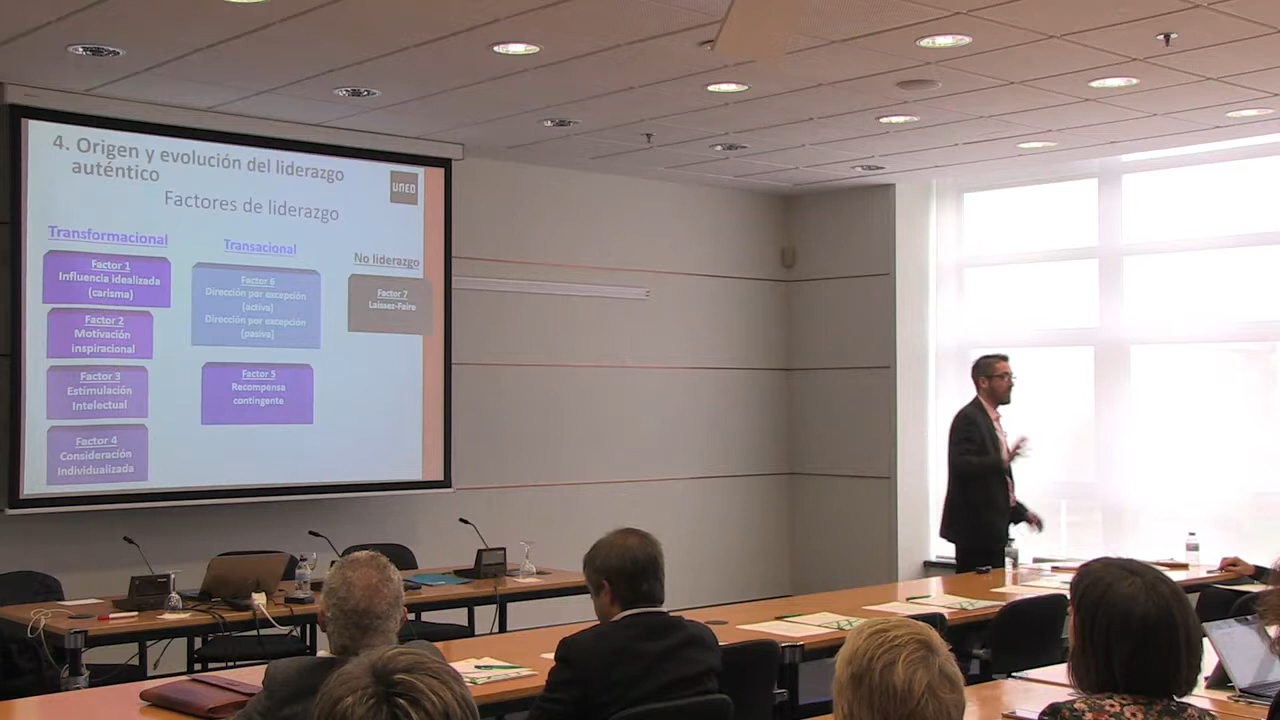 4. Origen y evolución del liderazgo
auténtico
UNED
Factores de liderazgo
Transformacional
Factor 1
Influencia idealizada
(carisma)
Factor 2
Motivación
inspiracional
Factor 3
Estimulación
Intelectual
Factor 4
Consideración
Individualizada
Transacional
Factor 6
Dirección por excepción
(activa)
Dirección por excepción
(pasiva)
Factor 5
Recompensa
contingente
No liderazgo
Factor 7
Laissez-Faire